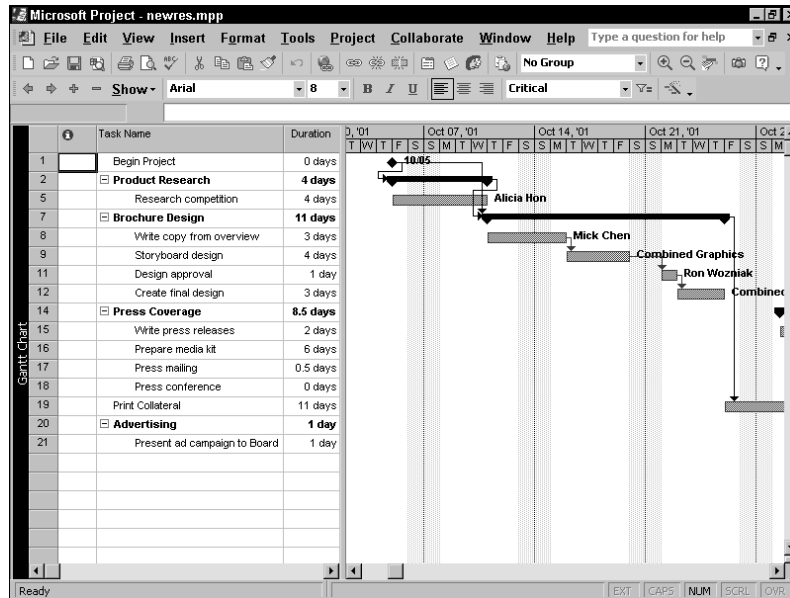 Microsoft Project - newres.mpp
File Edit View Insert Format Tools Project Collaborate Window Help Type a question for help
No Group
Show Arial 8 B I U Critical
Task Name Duration , '01 Oct 07, '01 Oct 14, '01 Oct 21, '01 Oct 2
T W T F S S M T W T F S S M T W T F S S M T W T F S S M
1 Begin Project 0 days 10/05
2 Product Research 4 days
5 Research competition 4 days Alicia Hon
7 Brochure Design 11 days
8 Write copy from overview 3 days Mick Chen
9 Storyboard design 4 days Combined Graphics
11 Design approval 1 day Ron Wozniak
12 Create final design 3 days Combined
14 Press Coverage 8.5 days
15 Write press releases 2 days
16 Prepare media kit 6 days
17 Press mailing 0.5 days
18 Press conference 0 days
19 Print Collateral 11 days
20 Advertising 1 day
21 Present ad campaign to Board 1 day
Gantt Chart
Ready EXT CAPS NUM SCRL OVR